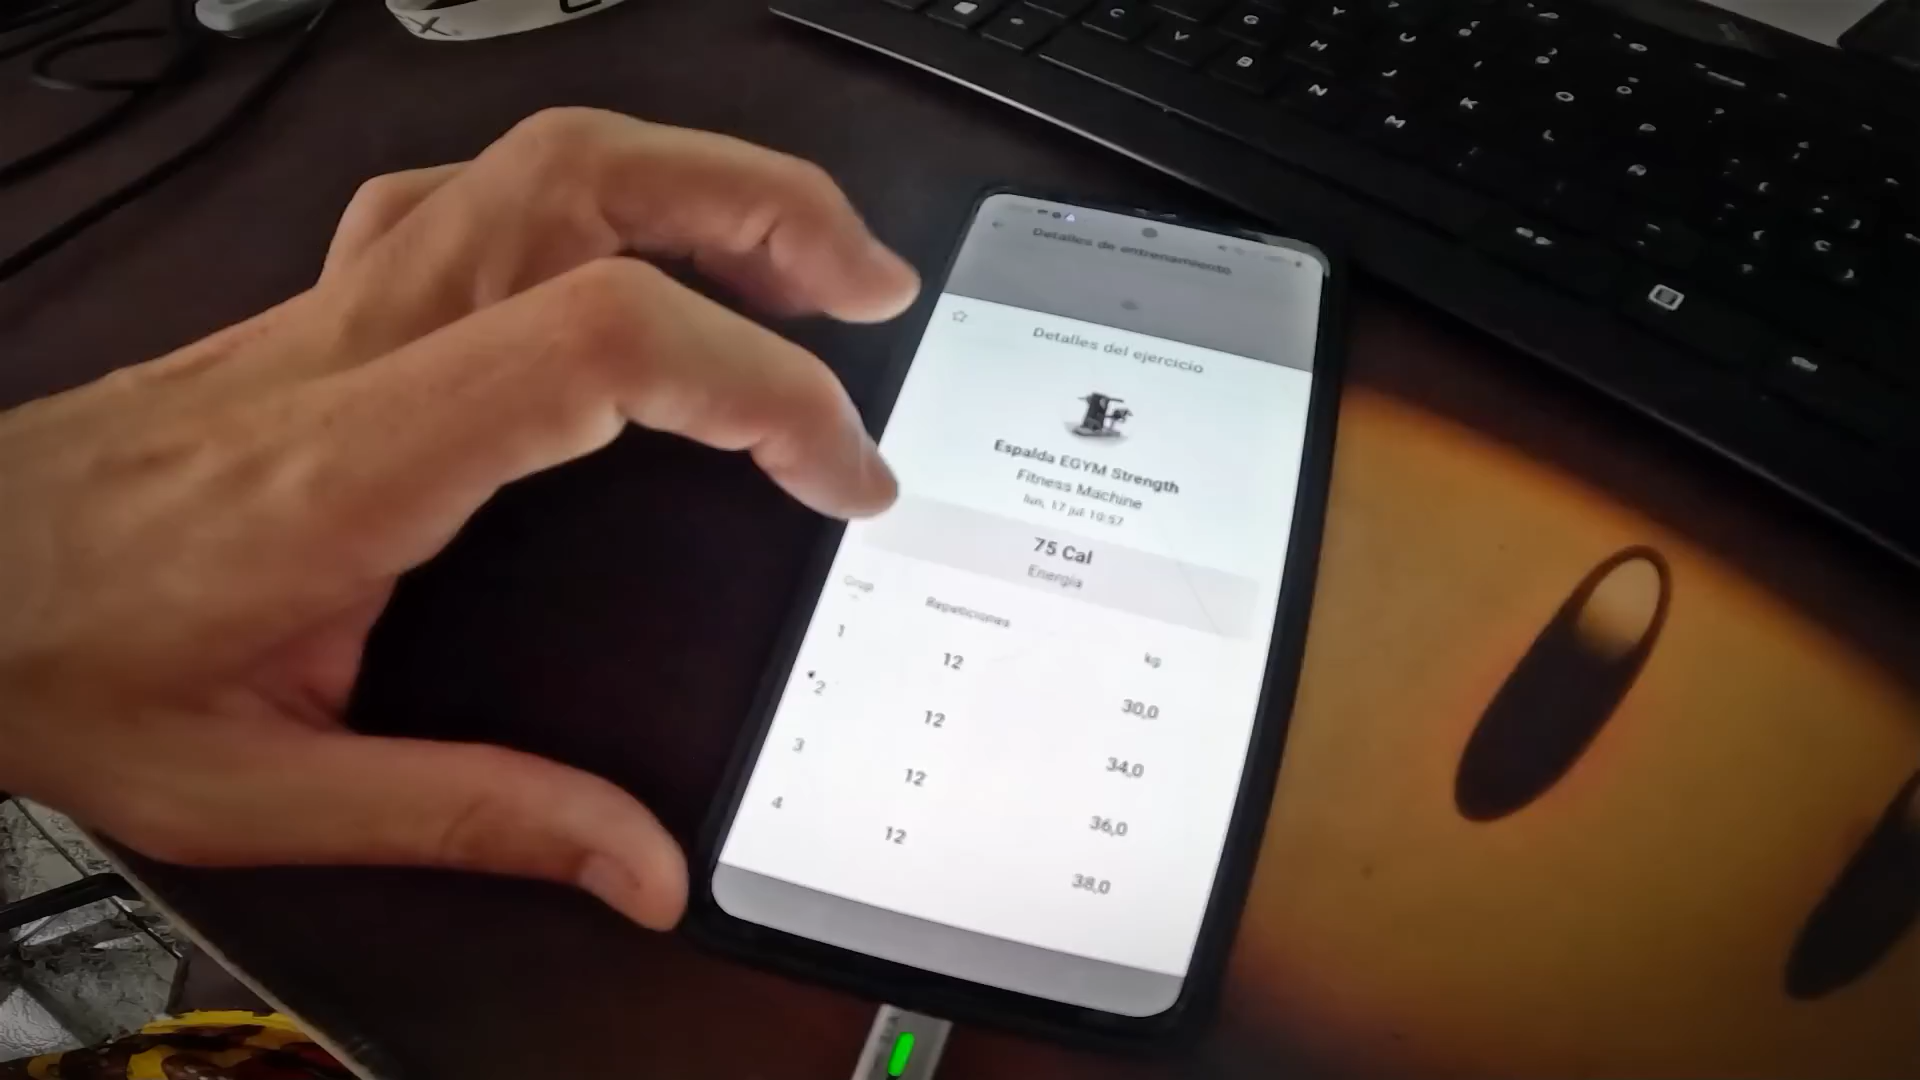 Detalles de entrenamiento
Detalles del ejercicio
Espalda EGYM Strength
Fitness Machine
lun, 17 jul 10:57
75 Cal
Energía
Grup Repeticiones kg
1 12 30,0
2 12 34,0
3 12 36,0
4 12 38,0
X
C V B N M
G Y H U J K L O P Ñ